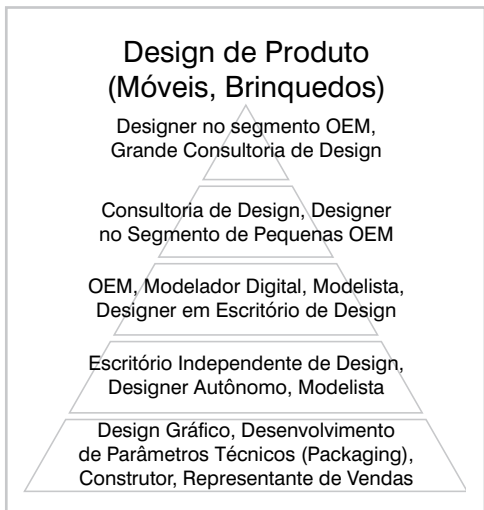 Design de Produto
(Móveis, Brinquedos)
Designer no segmento OEM,
Grande Consultoria de Design
Consultoria de Design, Designer
no Segmento de Pequenas OEM
OEM, Modelador Digital, Modelista,
Designer em Escritório de Design
Escritório Independente de Design,
Designer Autônomo, Modelista
Design Gráfico, Desenvolvimento
de Parâmetros Técnicos (Packaging),
Construtor, Representante de Vendas